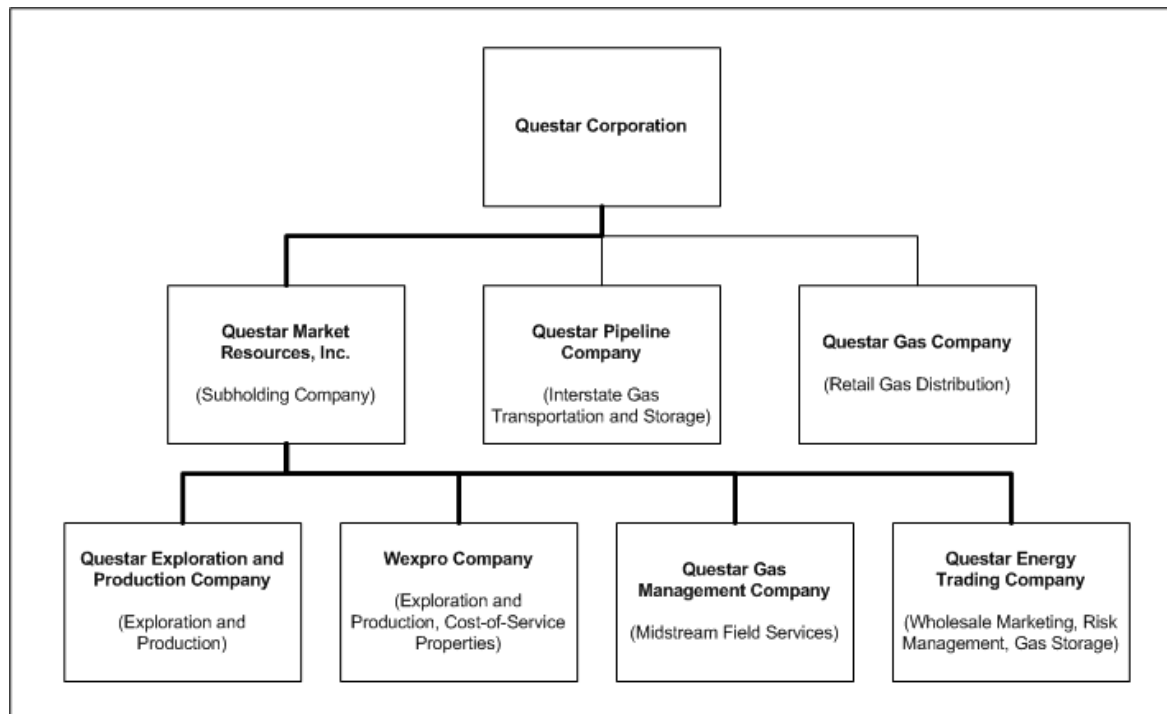 Questar Corporation
Questar Market
Resources, Inc.
(Subholding Company)
Questar Pipeline
Company
(Interstate Gas
Transportation and Storage)
Questar Gas Company
(Retail Gas Distribution)
Questar Exploration and
Production Company
(Exploration and
Production)
Wexpro Company
(Exploration and
Production, Cost-of-Service
Properties)
Questar Gas
Management Company
(Midstream Field Services)
Questar Energy
Trading Company
(Wholesale Marketing, Risk
Management, Gas Storage)